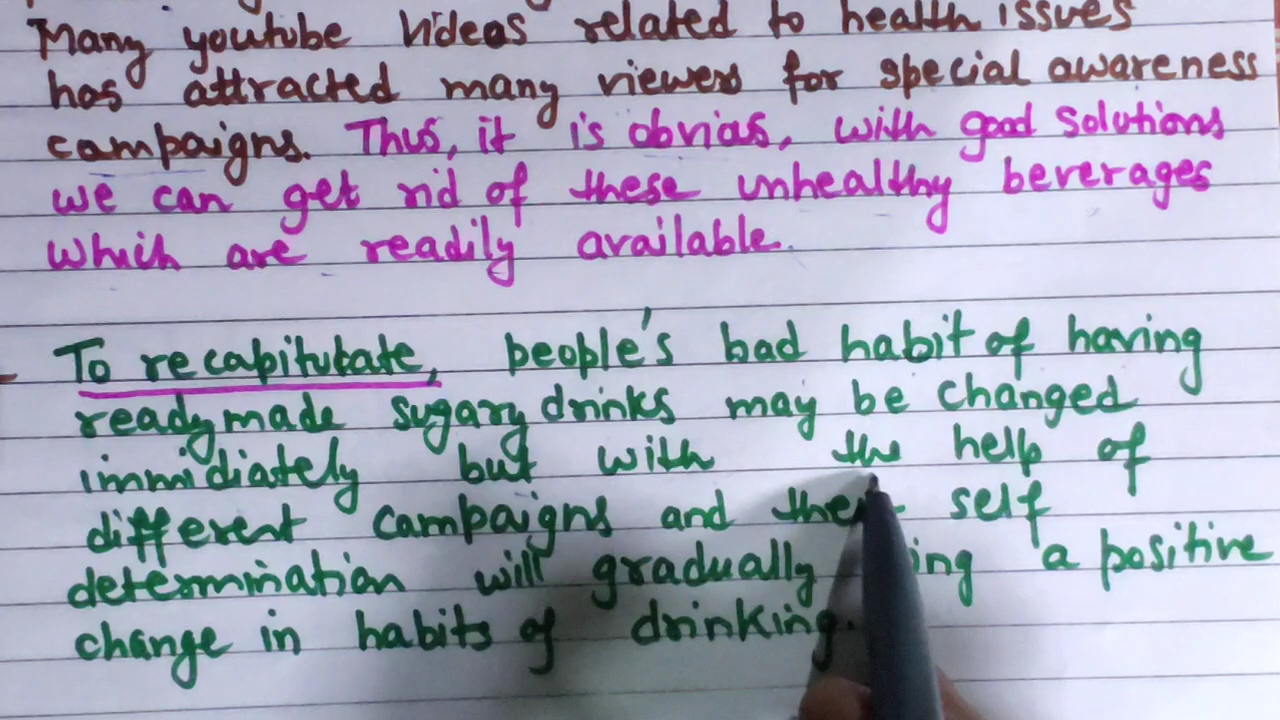 Many youtube videos related to health issues
has attracted many viewers for special awareness
campaigns. Thus, it is obvias, with good solutions
we can get rid of these unhealthy beverages
which are readily available.
To recapitutate, people's bad habit of having
readymade sugary drinks may be changed
immidiately but with the help of
different campaigns and self
determination will gradually a positive
change in habits of drinking.